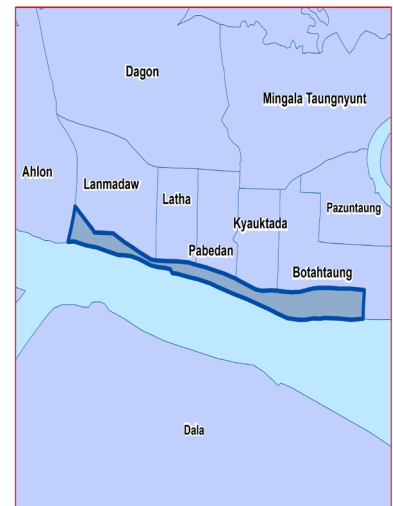 Dagon
Mingala Taungnyunt
Ahlon
Lanmadaw
Latha
Pazuntaung
Kyauktada
Pabedan
Botahtaung
Dala